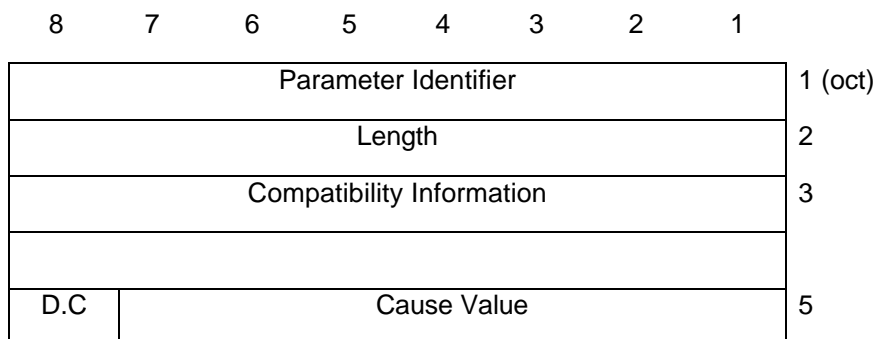 8 7 6 5 4 3 2 1
Parameter Identifier 1 (oct)
Length 2
Compatibility Information 3
D.C Cause Value 5